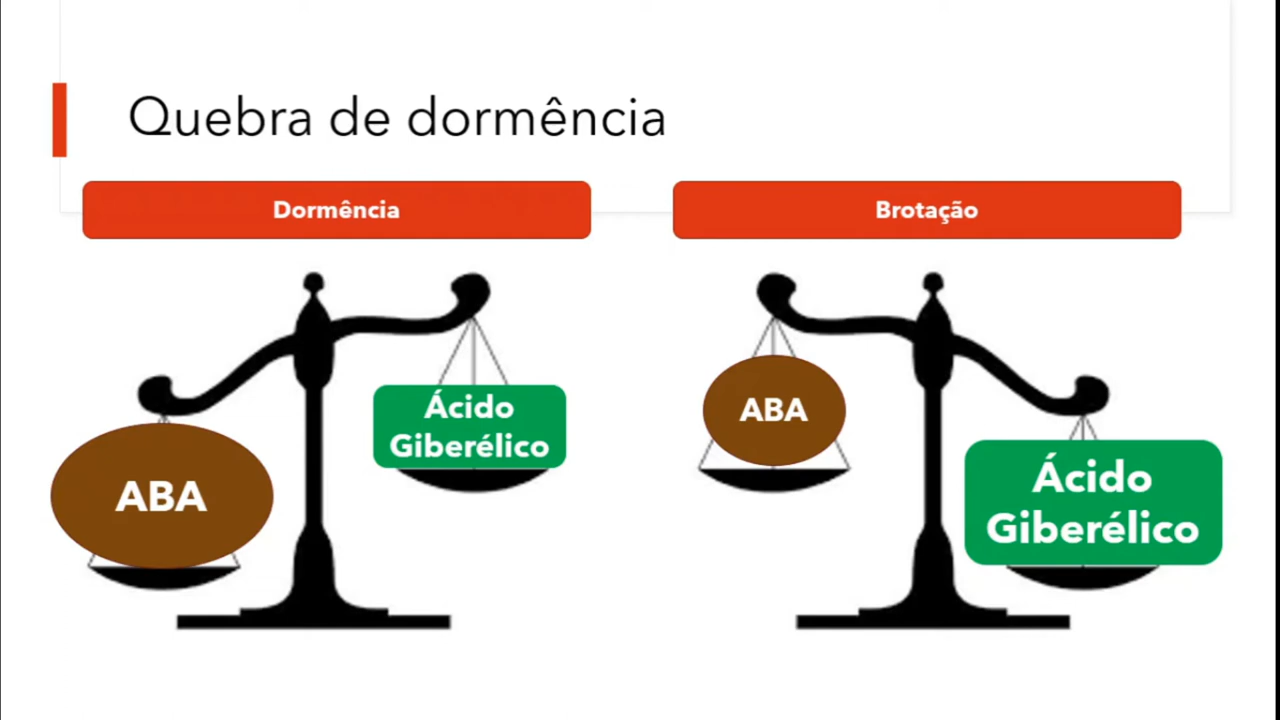 Quebra de dormência
Dormência
Brotação
ABA
Ácido
Giberélico
ABA
Ácido
Giberélico